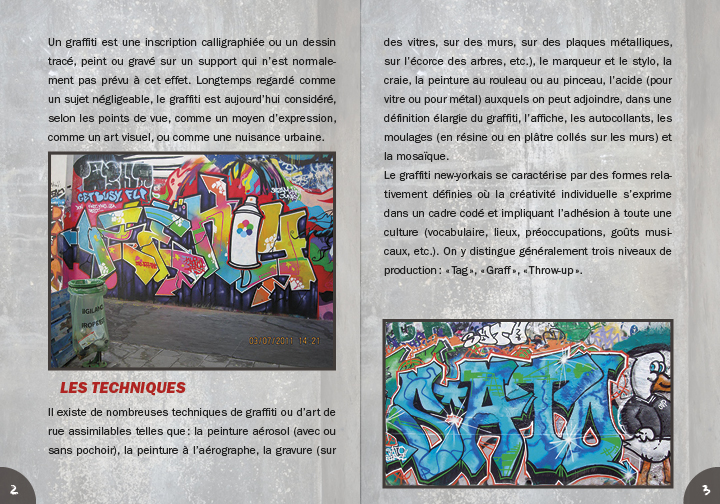 Un graffiti est une inscription calligraphiée ou un dessin
tracé, peint ou gravé sur un support qui n'est normale-
ment pas prévu à cet effet. Longtemps regardé comme
un sujet négligeable, le graffiti est aujourd'hui considéré,
selon les points de vue, comme un moyen d'expression,
comme un art visuel, ou comme une nuisance urbaine.
GET BUSY. FLP
VIGILANCE
PROPRETÉ
03/07/2011 14:21
LES TECHNIQUES
Il existe de nombreuses techniques de graffiti ou d'art de
rue assimilables telles que : la peinture aérosol (avec ou
sans pochoir), la peinture à l'aérographe, la gravure (sur
2
des vitres, sur des murs, sur des plaques métalliques,
sur l'écorce des arbres, etc.), le marqueur et le stylo, la
craie, la peinture au rouleau ou au pinceau, l'acide (pour
vitre ou pour métal) auxquels on peut adjoindre, dans une
définition élargie du graffiti, l'affiche, les autocollants, les
moulages (en résine ou en plâtre collés sur les murs) et
la mosaïque.
Le graffiti new-yorkais se caractérise par des formes rela-
tivement définies où la créativité individuelle s'exprime
dans un cadre codé et impliquant l'adhésion à toute une
culture (vocabulaire, lieux, préoccupations, goûts musi-
caux, etc.). On y distingue généralement trois niveaux de
production : « Tag », « Graff », « Throw-up ».
SATO
3